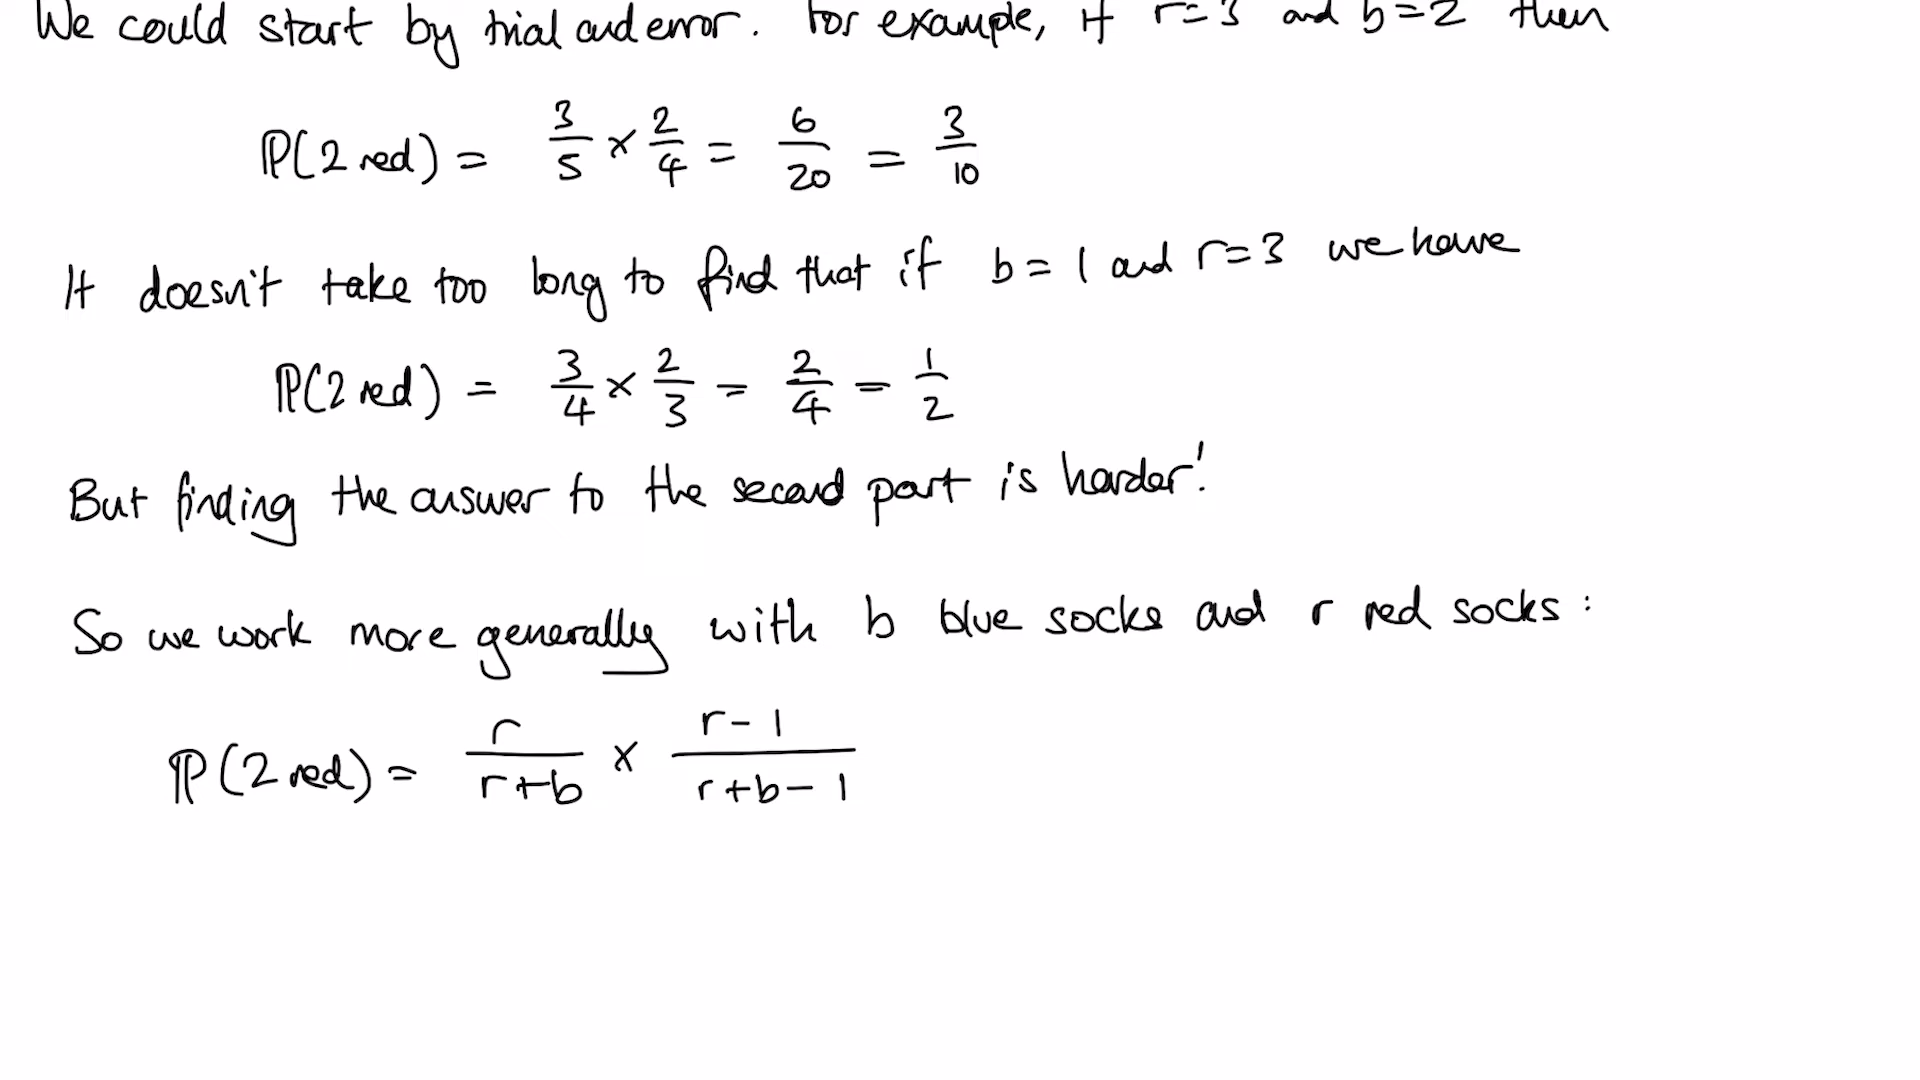 We could start by trial and error. For example, if r=3 and b=2 then
ℙ(2 red) = 3/5 × 2/4 = 6/20 = 3/10
It doesn't take too long to find that if b=1 and r=3 we have
ℙ(2 red) = 3/4 × 2/3 = 2/4 = 1/2
But finding the answer to the second part is harder!
So we work more generally with b blue socks and r red socks:
ℙ(2 red) = r/(r+b) × (r-1)/(r+b-1)